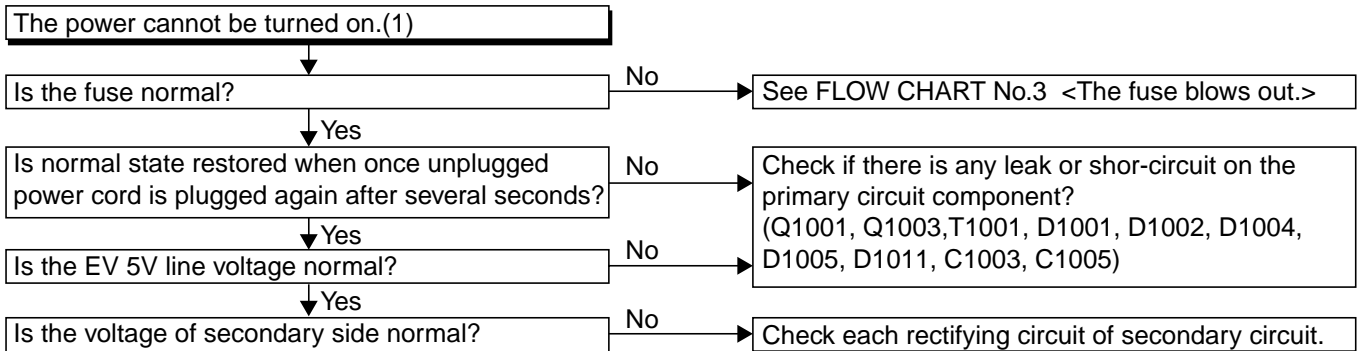 The power cannot be turned on.(1)
Is the fuse normal?
No
See FLOW CHART No.3 <The fuse blows out.>
Yes
Is normal state restored when once unplugged
power cord is plugged again after several seconds?
No
Check if there is any leak or shor-circuit on the
primary circuit component?
(Q1001, Q1003,T1001, D1001, D1002, D1004,
D1005, D1011, C1003, C1005)
Yes
Is the EV 5V line voltage normal?
No
Yes
Is the voltage of secondary side normal?
No
Check each rectifying circuit of secondary circuit.